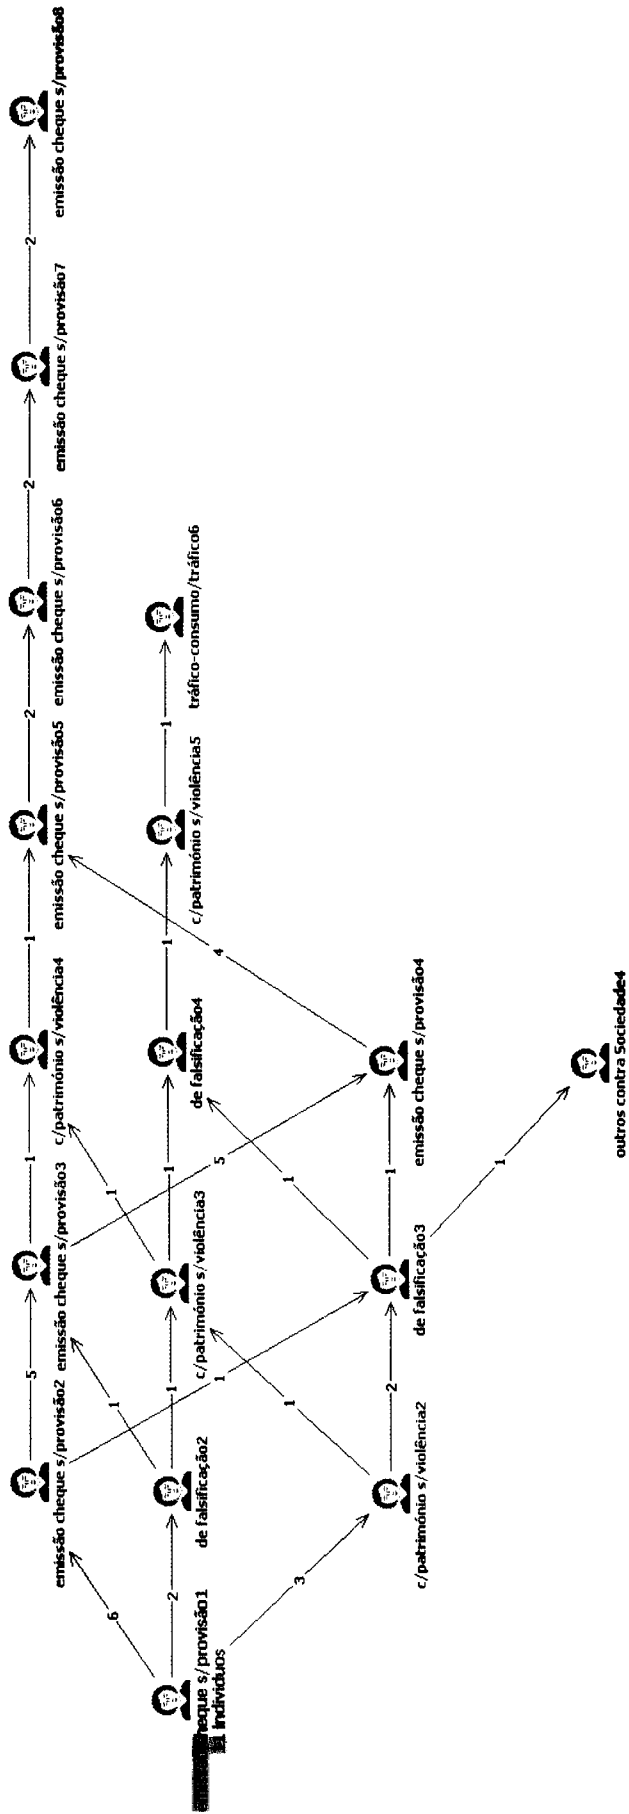 cheque s/provisão1
Indivíduos
6
2
3
emissão cheque s/provisão2
de falsificação2
c/património s/violência2
5
1
1
1
1
2
emissão cheque s/provisão3
c/património s/violência3
de falsificação3
1
1
5
1
1
1
1
c/património s/violência4
de falsificação4
emissão cheque s/provisão4
outros contra Sociedade4
1
1
4
emissão cheque s/provisão5
c/património s/violência5
2
1
emissão cheque s/provisão6
tráfico-consumo/tráfico6
2
emissão cheque s/provisão7
2
emissão cheque s/provisão8